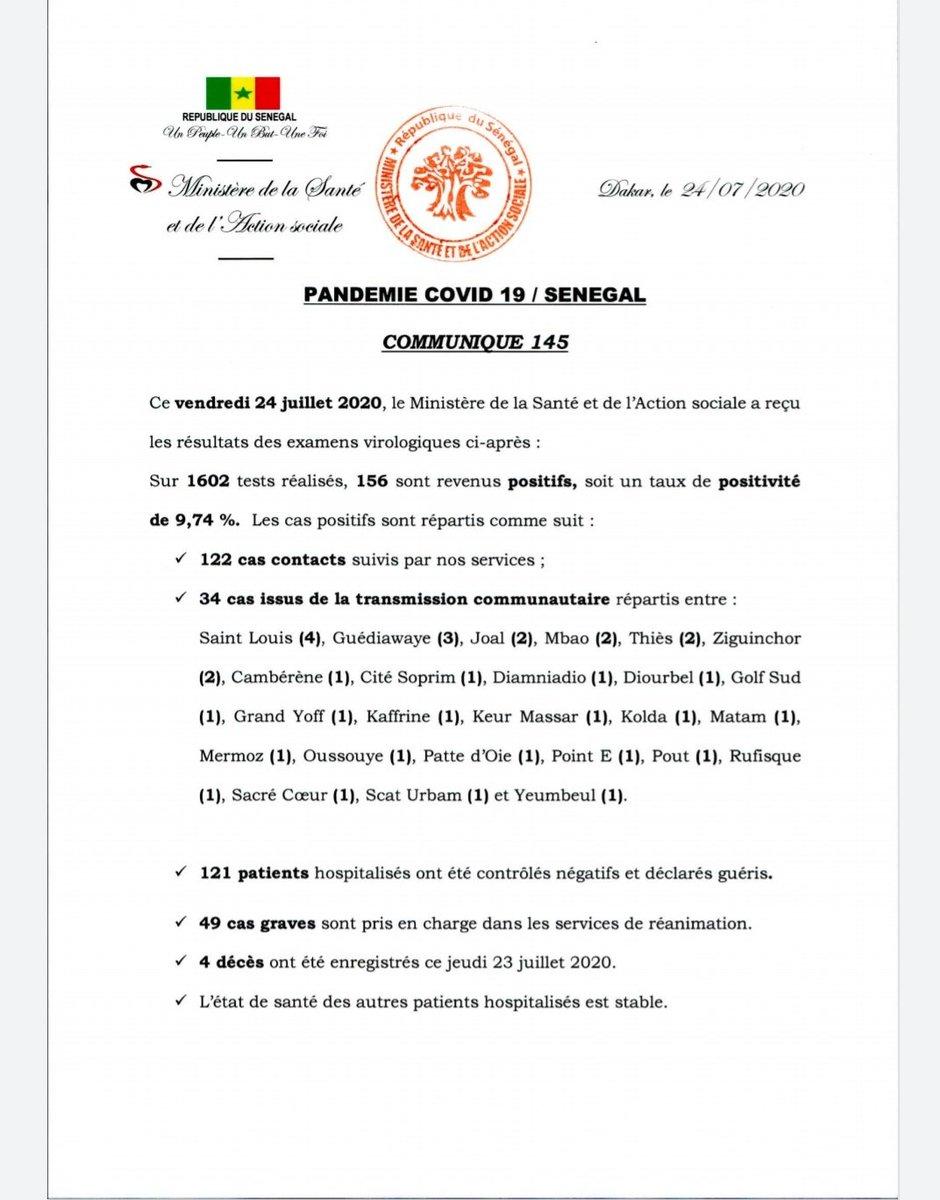 REPUBLIQUE DU SENEGAL
Un Peuple-Un But-Une Foi
Ministère de la Santé
et de l'Action sociale
★ République du Sénégal ★
MINISTÈRE DE LA SANTÉ ET DE L'ACTION SOCIALE
Dakar, le 24/07/2020
PANDEMIE COVID 19 / SENEGAL
COMMUNIQUE 145
Ce vendredi 24 juillet 2020, le Ministère de la Santé et de l'Action sociale a reçu
les résultats des examens virologiques ci-après :
Sur 1602 tests réalisés, 156 sont revenus positifs, soit un taux de positivité
de 9,74 %. Les cas positifs sont répartis comme suit :
✓ 122 cas contacts suivis par nos services ;
✓ 34 cas issus de la transmission communautaire répartis entre :
Saint Louis (4), Guédiawaye (3), Joal (2), Mbao (2), Thiès (2), Ziguinchor
(2), Cambérène (1), Cité Soprim (1), Diamniadio (1), Diourbel (1), Golf Sud
(1), Grand Yoff (1), Kaffrine (1), Keur Massar (1), Kolda (1), Matam (1),
Mermoz (1), Oussouye (1), Patte d'Oie (1), Point E (1), Pout (1), Rufisque
(1), Sacré Cœur (1), Scat Urbam (1) et Yeumbeul (1).
✓ 121 patients hospitalisés ont été contrôlés négatifs et déclarés guéris.
✓ 49 cas graves sont pris en charge dans les services de réanimation.
✓ 4 décès ont été enregistrés ce jeudi 23 juillet 2020.
✓ L'état de santé des autres patients hospitalisés est stable.